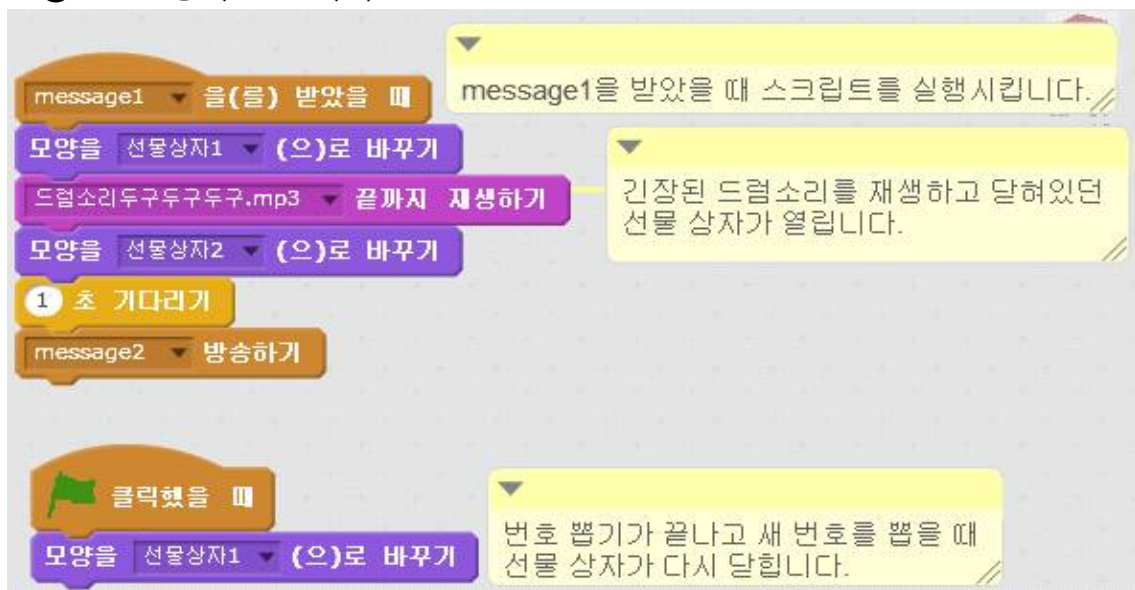 message1을 받았을 때 스크립트를 실행시킵니다.
message1 을(를) 받았을 때
모양을 선물상자1 (으)로 바꾸기
드럼소리두구두구두구.mp3 끝까지 재생하기
긴장된 드럼소리를 재생하고 닫혀있던
선물 상자가 열립니다.
모양을 선물상자2 (으)로 바꾸기
1 초 기다리기
message2 방송하기
클릭했을 때
모양을 선물상자1 (으)로 바꾸기
번호 뽑기가 끝나고 새 번호를 뽑을 때
선물 상자가 다시 닫힙니다.